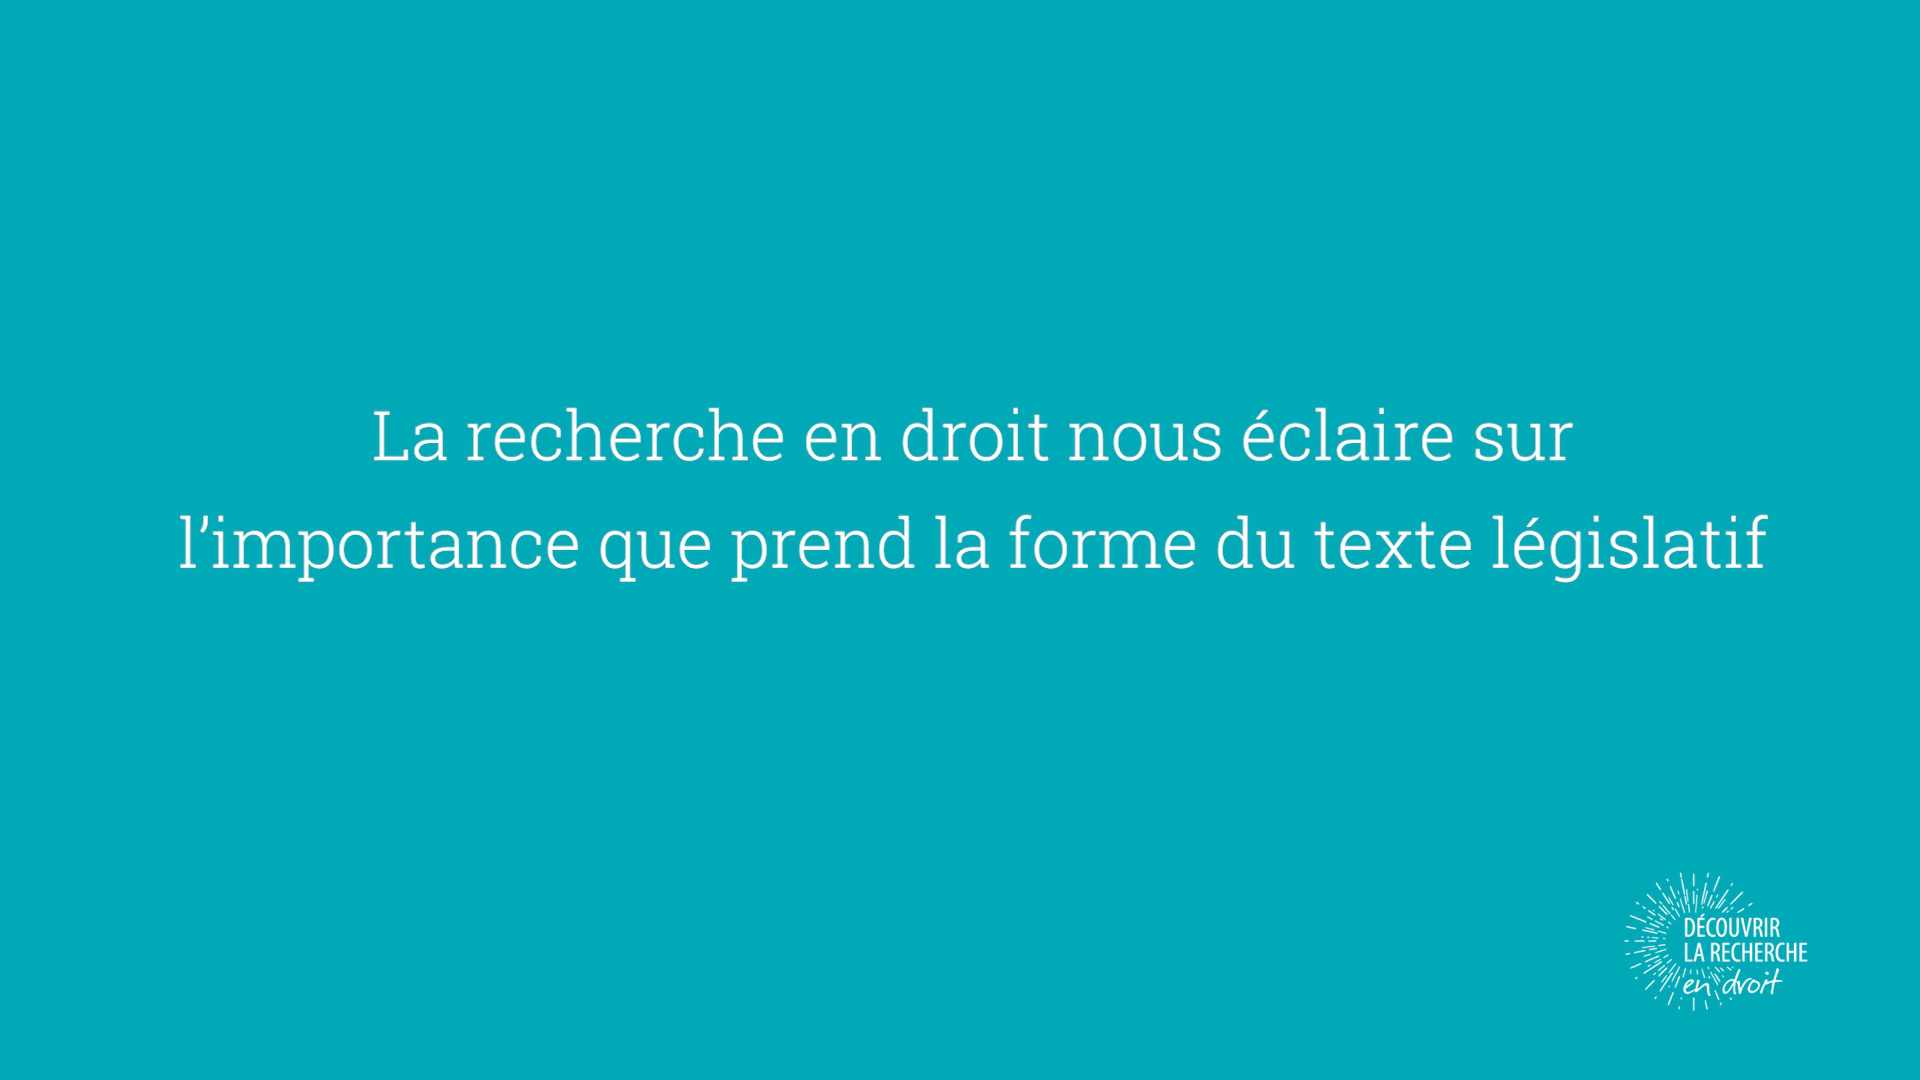 La recherche en droit nous éclaire sur
l’importance que prend la forme du texte législatif
DÉCOUVRIR
LA RECHERCHE
en droit